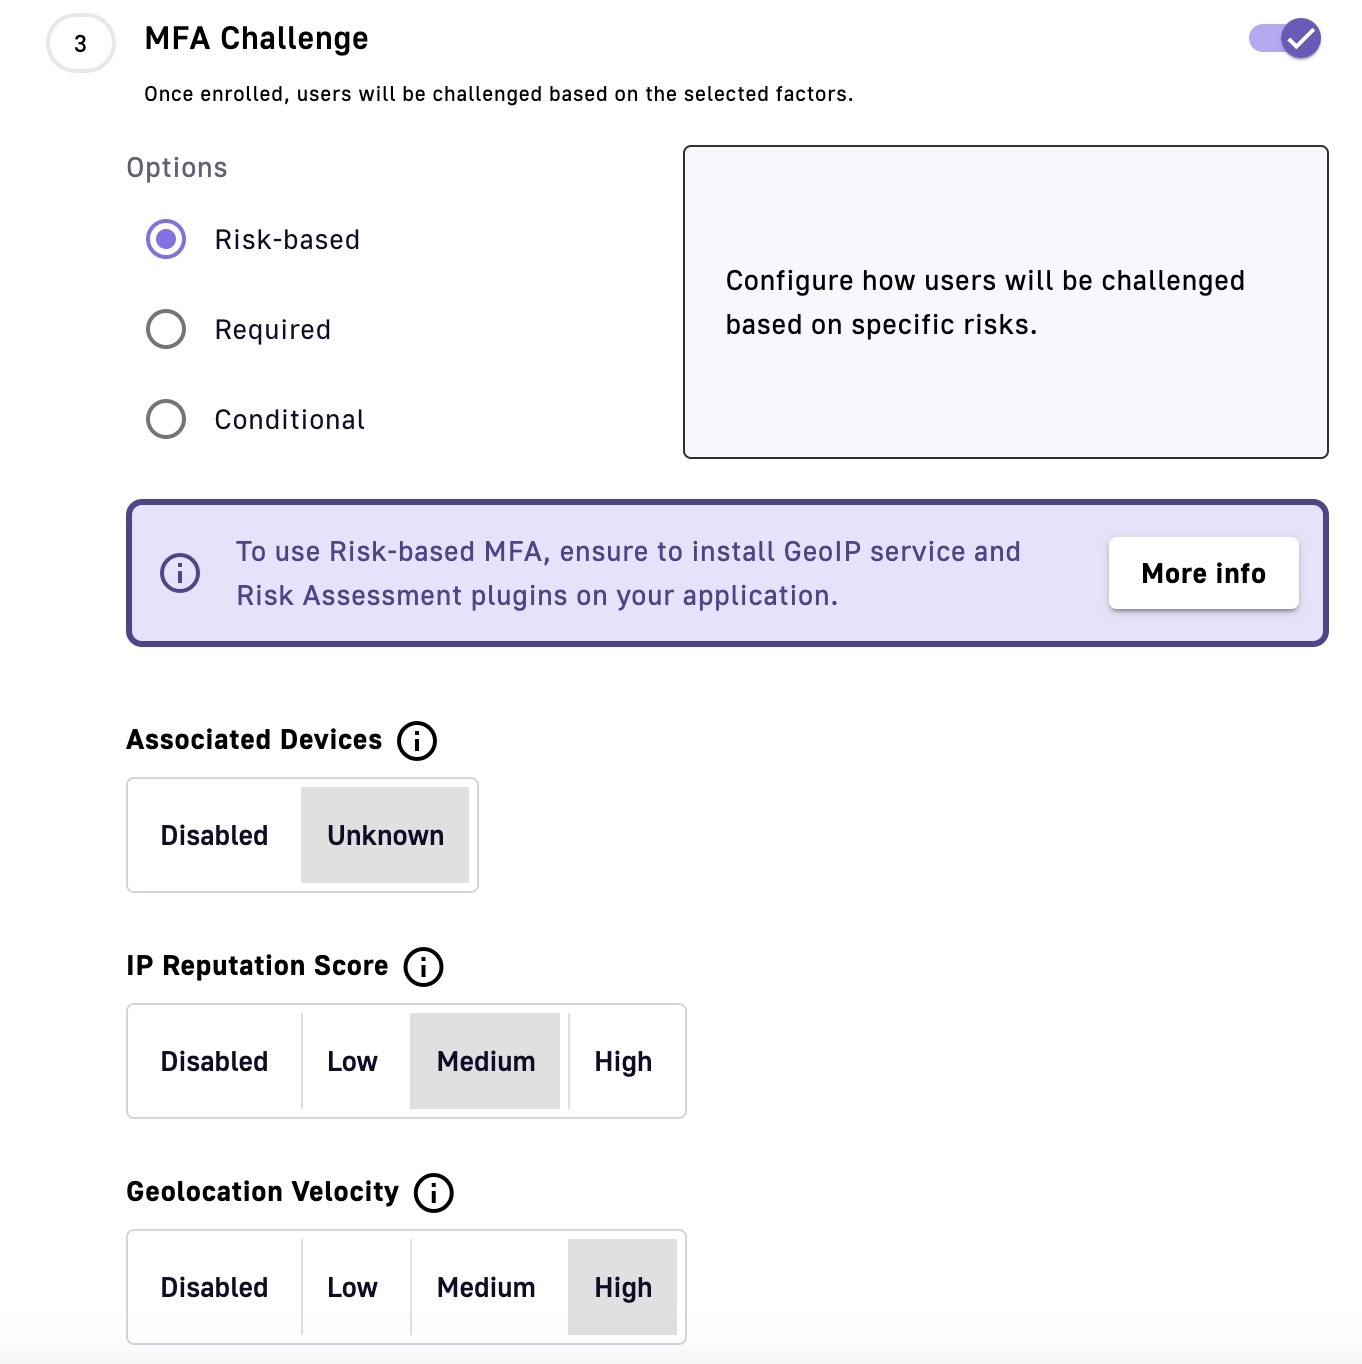 3
MFA Challenge
Once enrolled, users will be challenged based on the selected factors.
Options
Risk-based
Required
Conditional
Configure how users will be challenged
based on specific risks.
To use Risk-based MFA, ensure to install GeoIP service and
Risk Assessment plugins on your application.
More info
Associated Devices
Disabled Unknown
IP Reputation Score
Disabled Low Medium High
Geolocation Velocity
Disabled Low Medium High